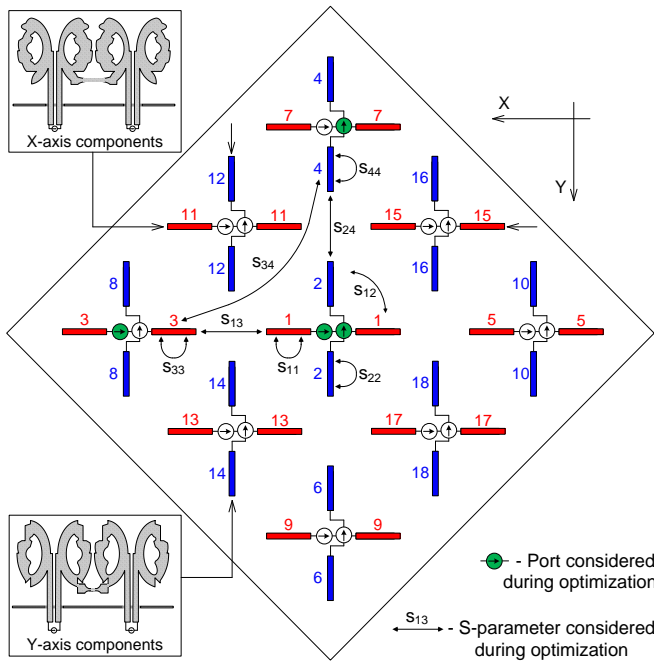 X-axis components
4
7
7
4
s44
X
Y
12
11
11
12
16
15
15
16
s24
s34
8
3
3
8
s13
s33
2
s12
1
1
s11
2
s22
10
5
5
10
14
13
13
14
18
17
17
18
6
9
9
6
Y-axis components
- Port considered
during optimization
s13 - S-parameter considered
during optimization